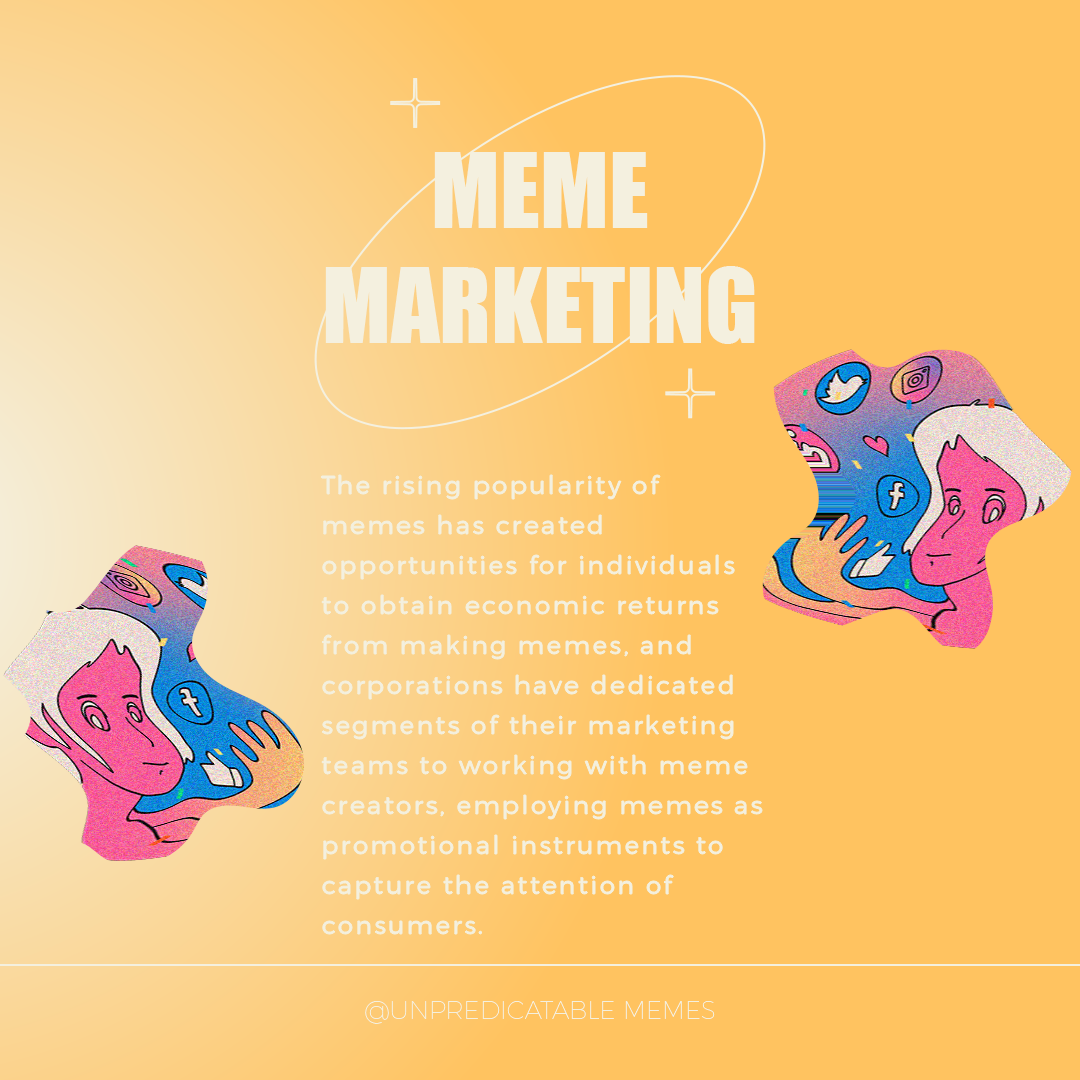 MEME
MARKETING
The rising popularity of
memes has created
opportunities for individuals
to obtain economic returns
from making memes, and
corporations have dedicated
segments of their marketing
teams to working with meme
creators, employing memes as
promotional instruments to
capture the attention of
consumers.
@UNPREDICATABLE MEMES